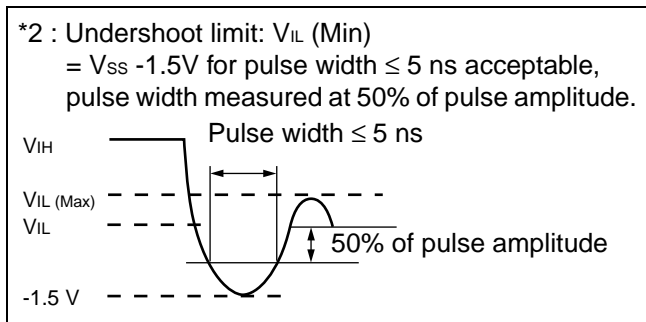 *2 : Undershoot limit: VIL (Min)
= VSS -1.5V for pulse width ≤ 5 ns acceptable,
pulse width measured at 50% of pulse amplitude.
Pulse width ≤ 5 ns
VIH
VIL (Max)
VIL
50% of pulse amplitude
-1.5 V